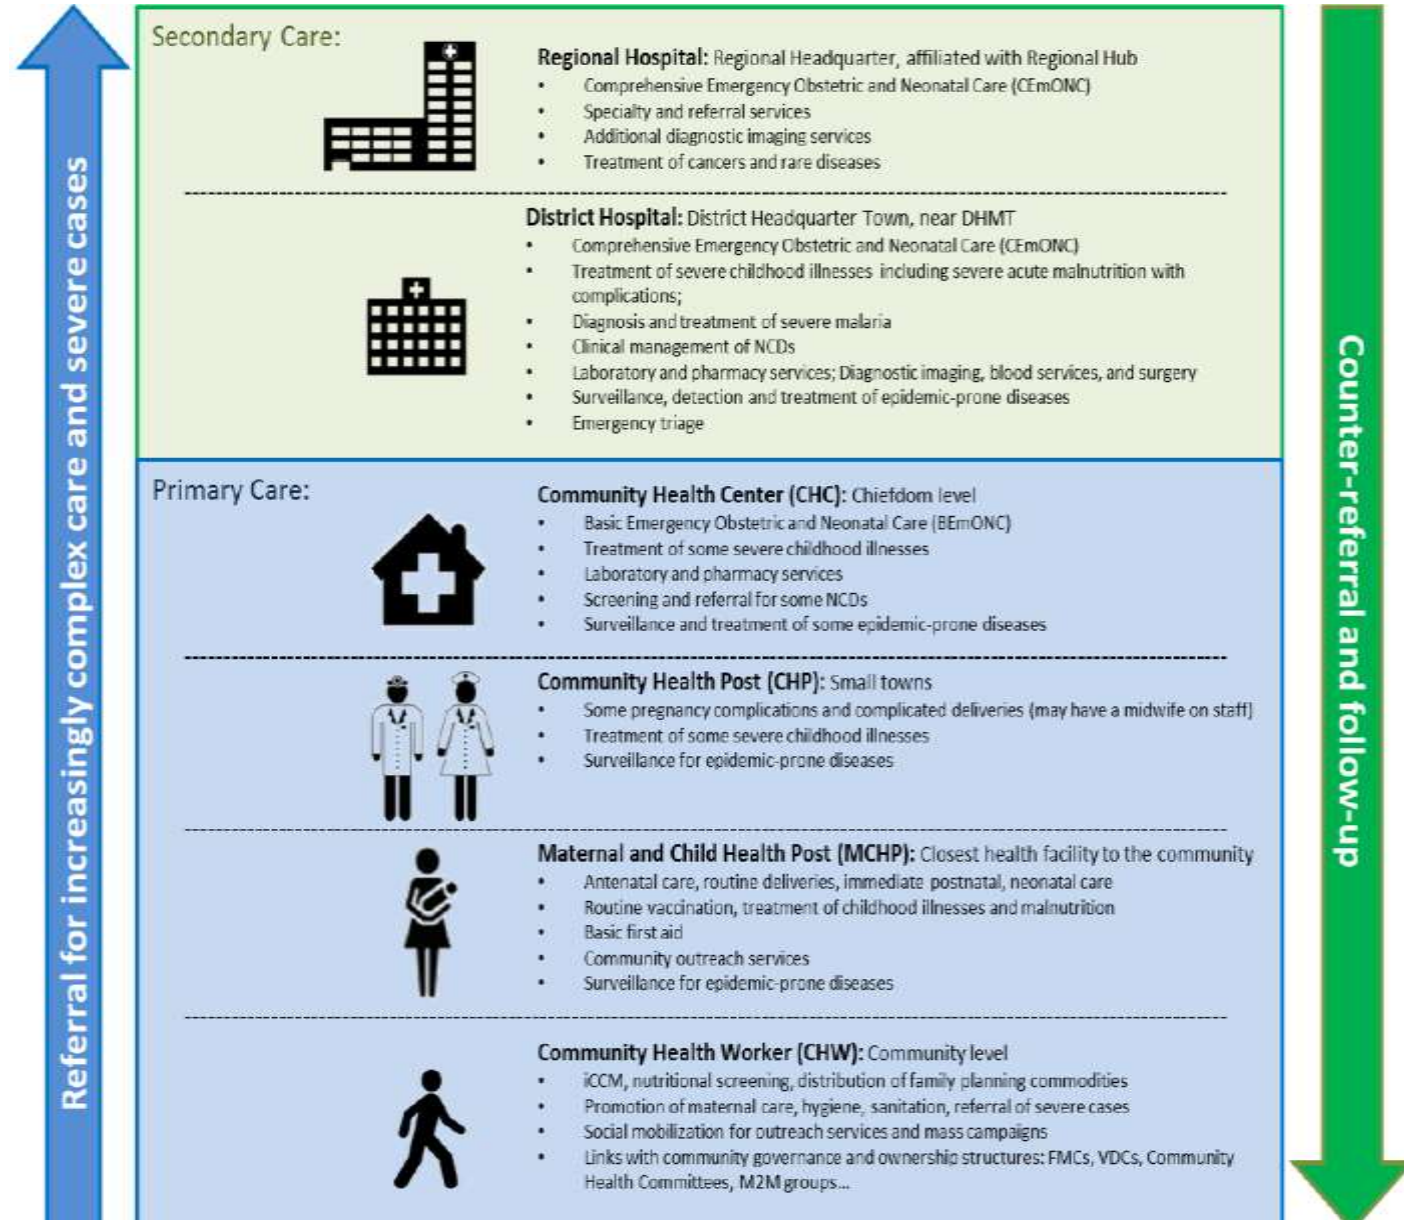 Referral for increasingly complex care and severe cases
Secondary Care:
Regional Hospital: Regional Headquarter, affiliated with Regional Hub
• Comprehensive Emergency Obstetric and Neonatal Care (CEmONC)
• Specialty and referral services
• Additional diagnostic imaging services
• Treatment of cancers and rare diseases
District Hospital: District Headquarter Town, near DHMT
• Comprehensive Emergency Obstetric and Neonatal Care (CEmONC)
• Treatment of severe childhood illnesses including severe acute malnutrition with
complications;
• Diagnosis and treatment of severe malaria
• Clinical management of NCDs
• Laboratory and pharmacy services; Diagnostic imaging, blood services, and surgery
• Surveillance, detection and treatment of epidemic-prone diseases
• Emergency triage
Primary Care:
Community Health Center (CHC): Chiefdom level
• Basic Emergency Obstetric and Neonatal Care (BEmONC)
• Treatment of some severe childhood illnesses
• Laboratory and pharmacy services
• Screening and referral for some NCDs
• Surveillance and treatment of some epidemic-prone diseases
Community Health Post (CHP): Small towns
• Some pregnancy complications and complicated deliveries (may have a midwife on staff)
• Treatment of some severe childhood illnesses
• Surveillance for epidemic-prone diseases
Maternal and Child Health Post (MCHP): Closest health facility to the community
• Antenatal care, routine deliveries, immediate postnatal, neonatal care
• Routine vaccination, treatment of childhood illnesses and malnutrition
• Basic first aid
• Community outreach services
• Surveillance for epidemic-prone diseases
Community Health Worker (CHW): Community level
• iCCM, nutritional screening, distribution of family planning commodities
• Promotion of maternal care, hygiene, sanitation, referral of severe cases
• Social mobilization for outreach services and mass campaigns
• Links with community governance and ownership structures: FMCs, VDCs, Community
Health Committees, M2M groups...
Counter-referral and follow-up